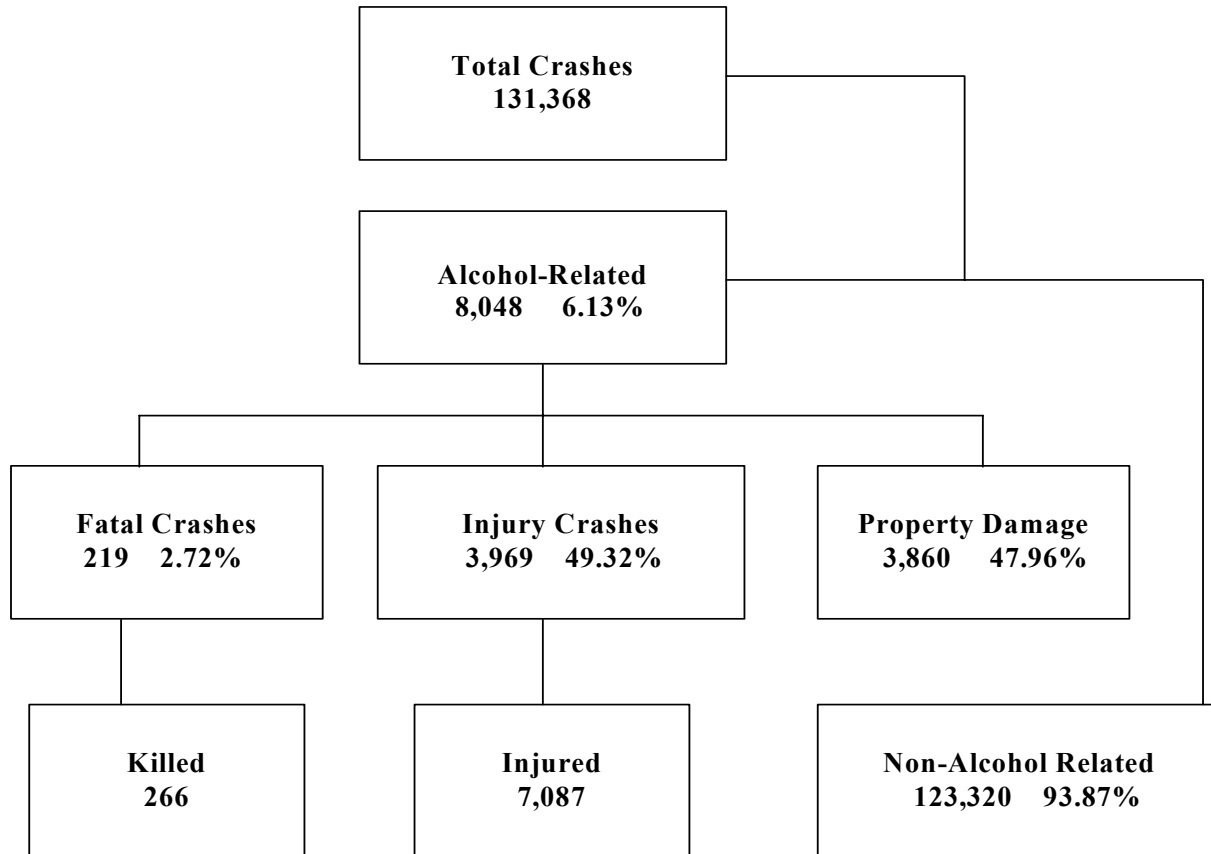 Total Crashes
131,368
Alcohol-Related
8,048 6.13%
Fatal Crashes
219 2.72%
Injury Crashes
3,969 49.32%
Property Damage
3,860 47.96%
Killed
266
Injured
7,087
Non-Alcohol Related
123,320 93.87%